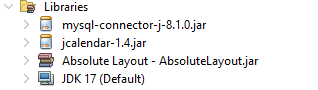 Libraries
mysql-connector-j-8.1.0.jar
jcalendar-1.4.jar
Absolute Layout - AbsoluteLayout.jar
JDK 17 (Default)